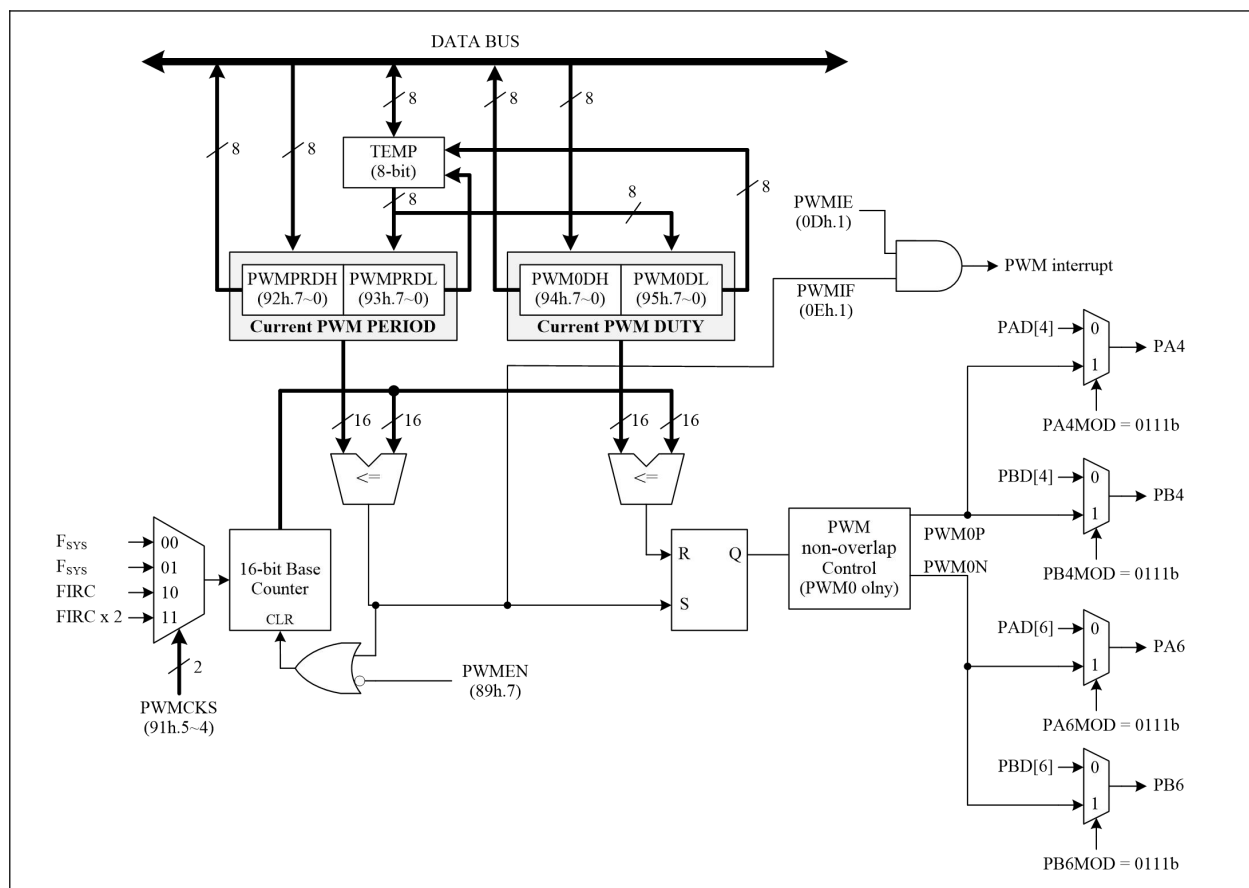 DATA BUS
8
8
8
8
8
8
8
8
8
TEMP
(8-bit)
PWMPRDH
(92h.7~0)
PWMPRDL
(93h.7~0)
Current PWM PERIOD
PWM0DH
(94h.7~0)
PWM0DL
(95h.7~0)
Current PWM DUTY
PWMIE
(0Dh.1)
PWMIF
(0Eh.1)
PWM interrupt
16
16
16
16
<=
<=
FSYS
FSYS
FIRC
FIRC x 2
00
01
10
11
2
PWMCKS
(91h.5~4)
16-bit Base
Counter
CLR
PWMEN
(89h.7)
R
S
Q
PWM
non-overlap
Control
(PWM0 olny)
PWM0P
PWM0N
PAD[4]
0
1
PA4
PA4MOD = 0111b
PBD[4]
0
1
PB4
PB4MOD = 0111b
PAD[6]
0
1
PA6
PA6MOD = 0111b
PBD[6]
0
1
PB6
PB6MOD = 0111b